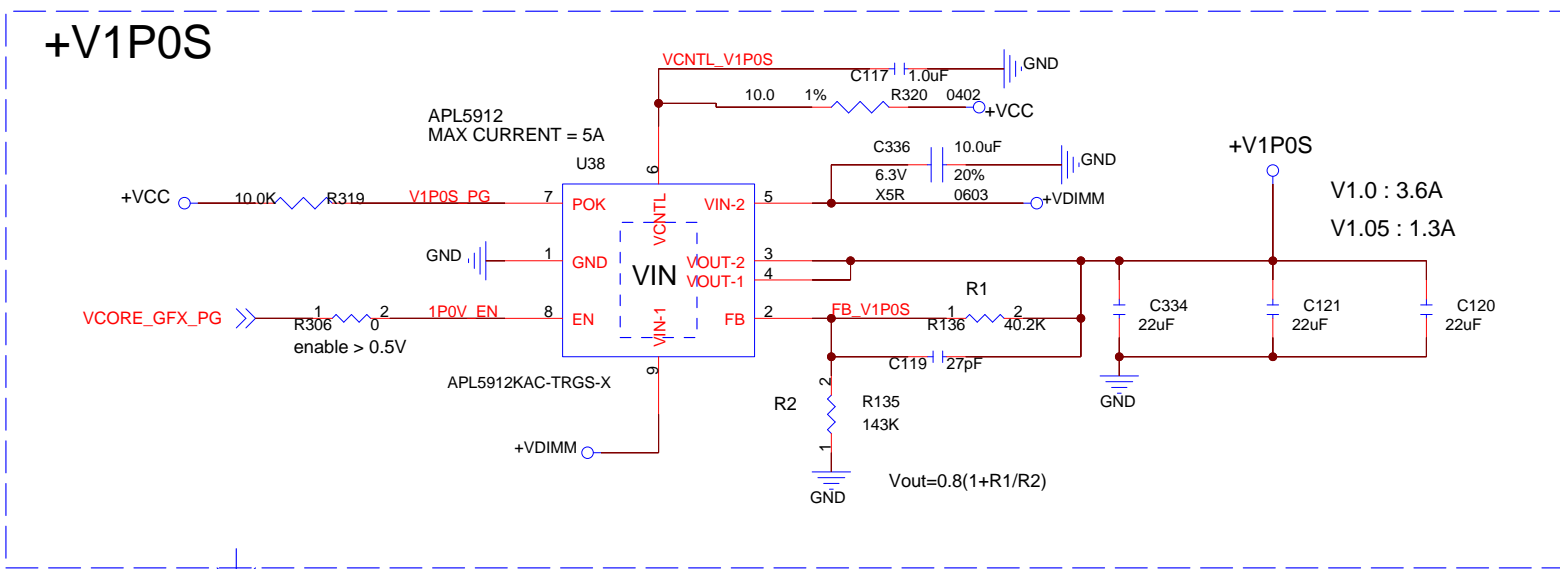 +V1P0S
VCNTL_V1P0S
C117 1.0uF
GND
10.0 1% R320 0402
+VCC
APL5912
MAX CURRENT = 5A
U38
6
C336 10.0uF
GND
6.3V 20%
X5R 0603
+VDIMM
+V1P0S
V1.0 : 3.6A
V1.05 : 1.3A
+VCC 10.0K R319 V1P0S_PG 7 POK
VCNTL
VIN-2 5
GND 1 GND
VIN
VOUT-2 3
VOUT-1 4
VCORE_GFX_PG 1 2 1P0V_EN 8 EN
R306 0
enable > 0.5V
VIN-1
FB 2 FB_V1P0S
R1
1 2
R136 40.2K
C119 27pF
C334
22uF
C121
22uF
C120
22uF
GND
APL5912KAC-TRGS-X
9
+VDIMM
R2
2
R135
143K
1
GND
Vout=0.8(1+R1/R2)